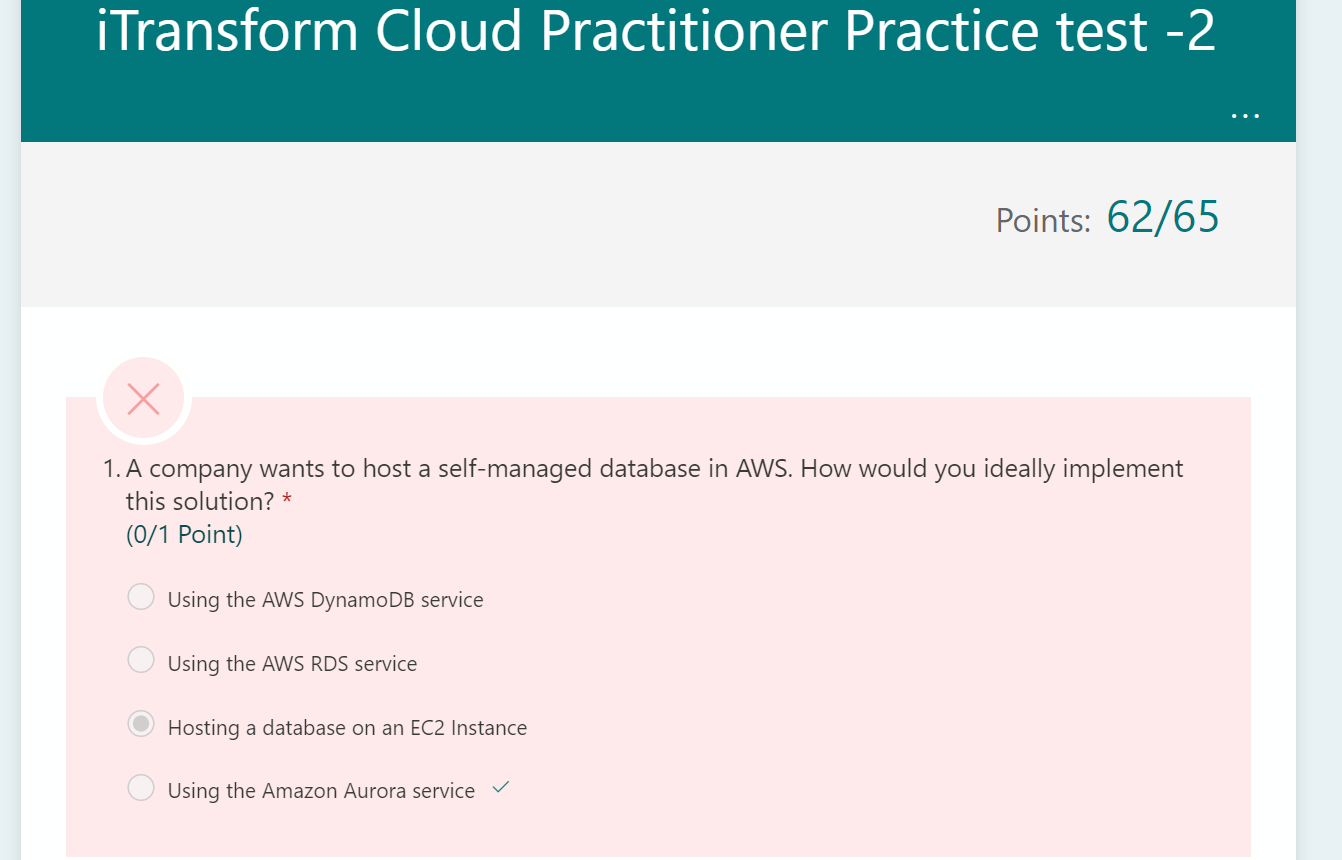 iTransform Cloud Practitioner Practice test -2
...
Points: 62/65
1. A company wants to host a self-managed database in AWS. How would you ideally implement
this solution? *
(0/1 Point)
Using the AWS DynamoDB service
Using the AWS RDS service
Hosting a database on an EC2 Instance
Using the Amazon Aurora service